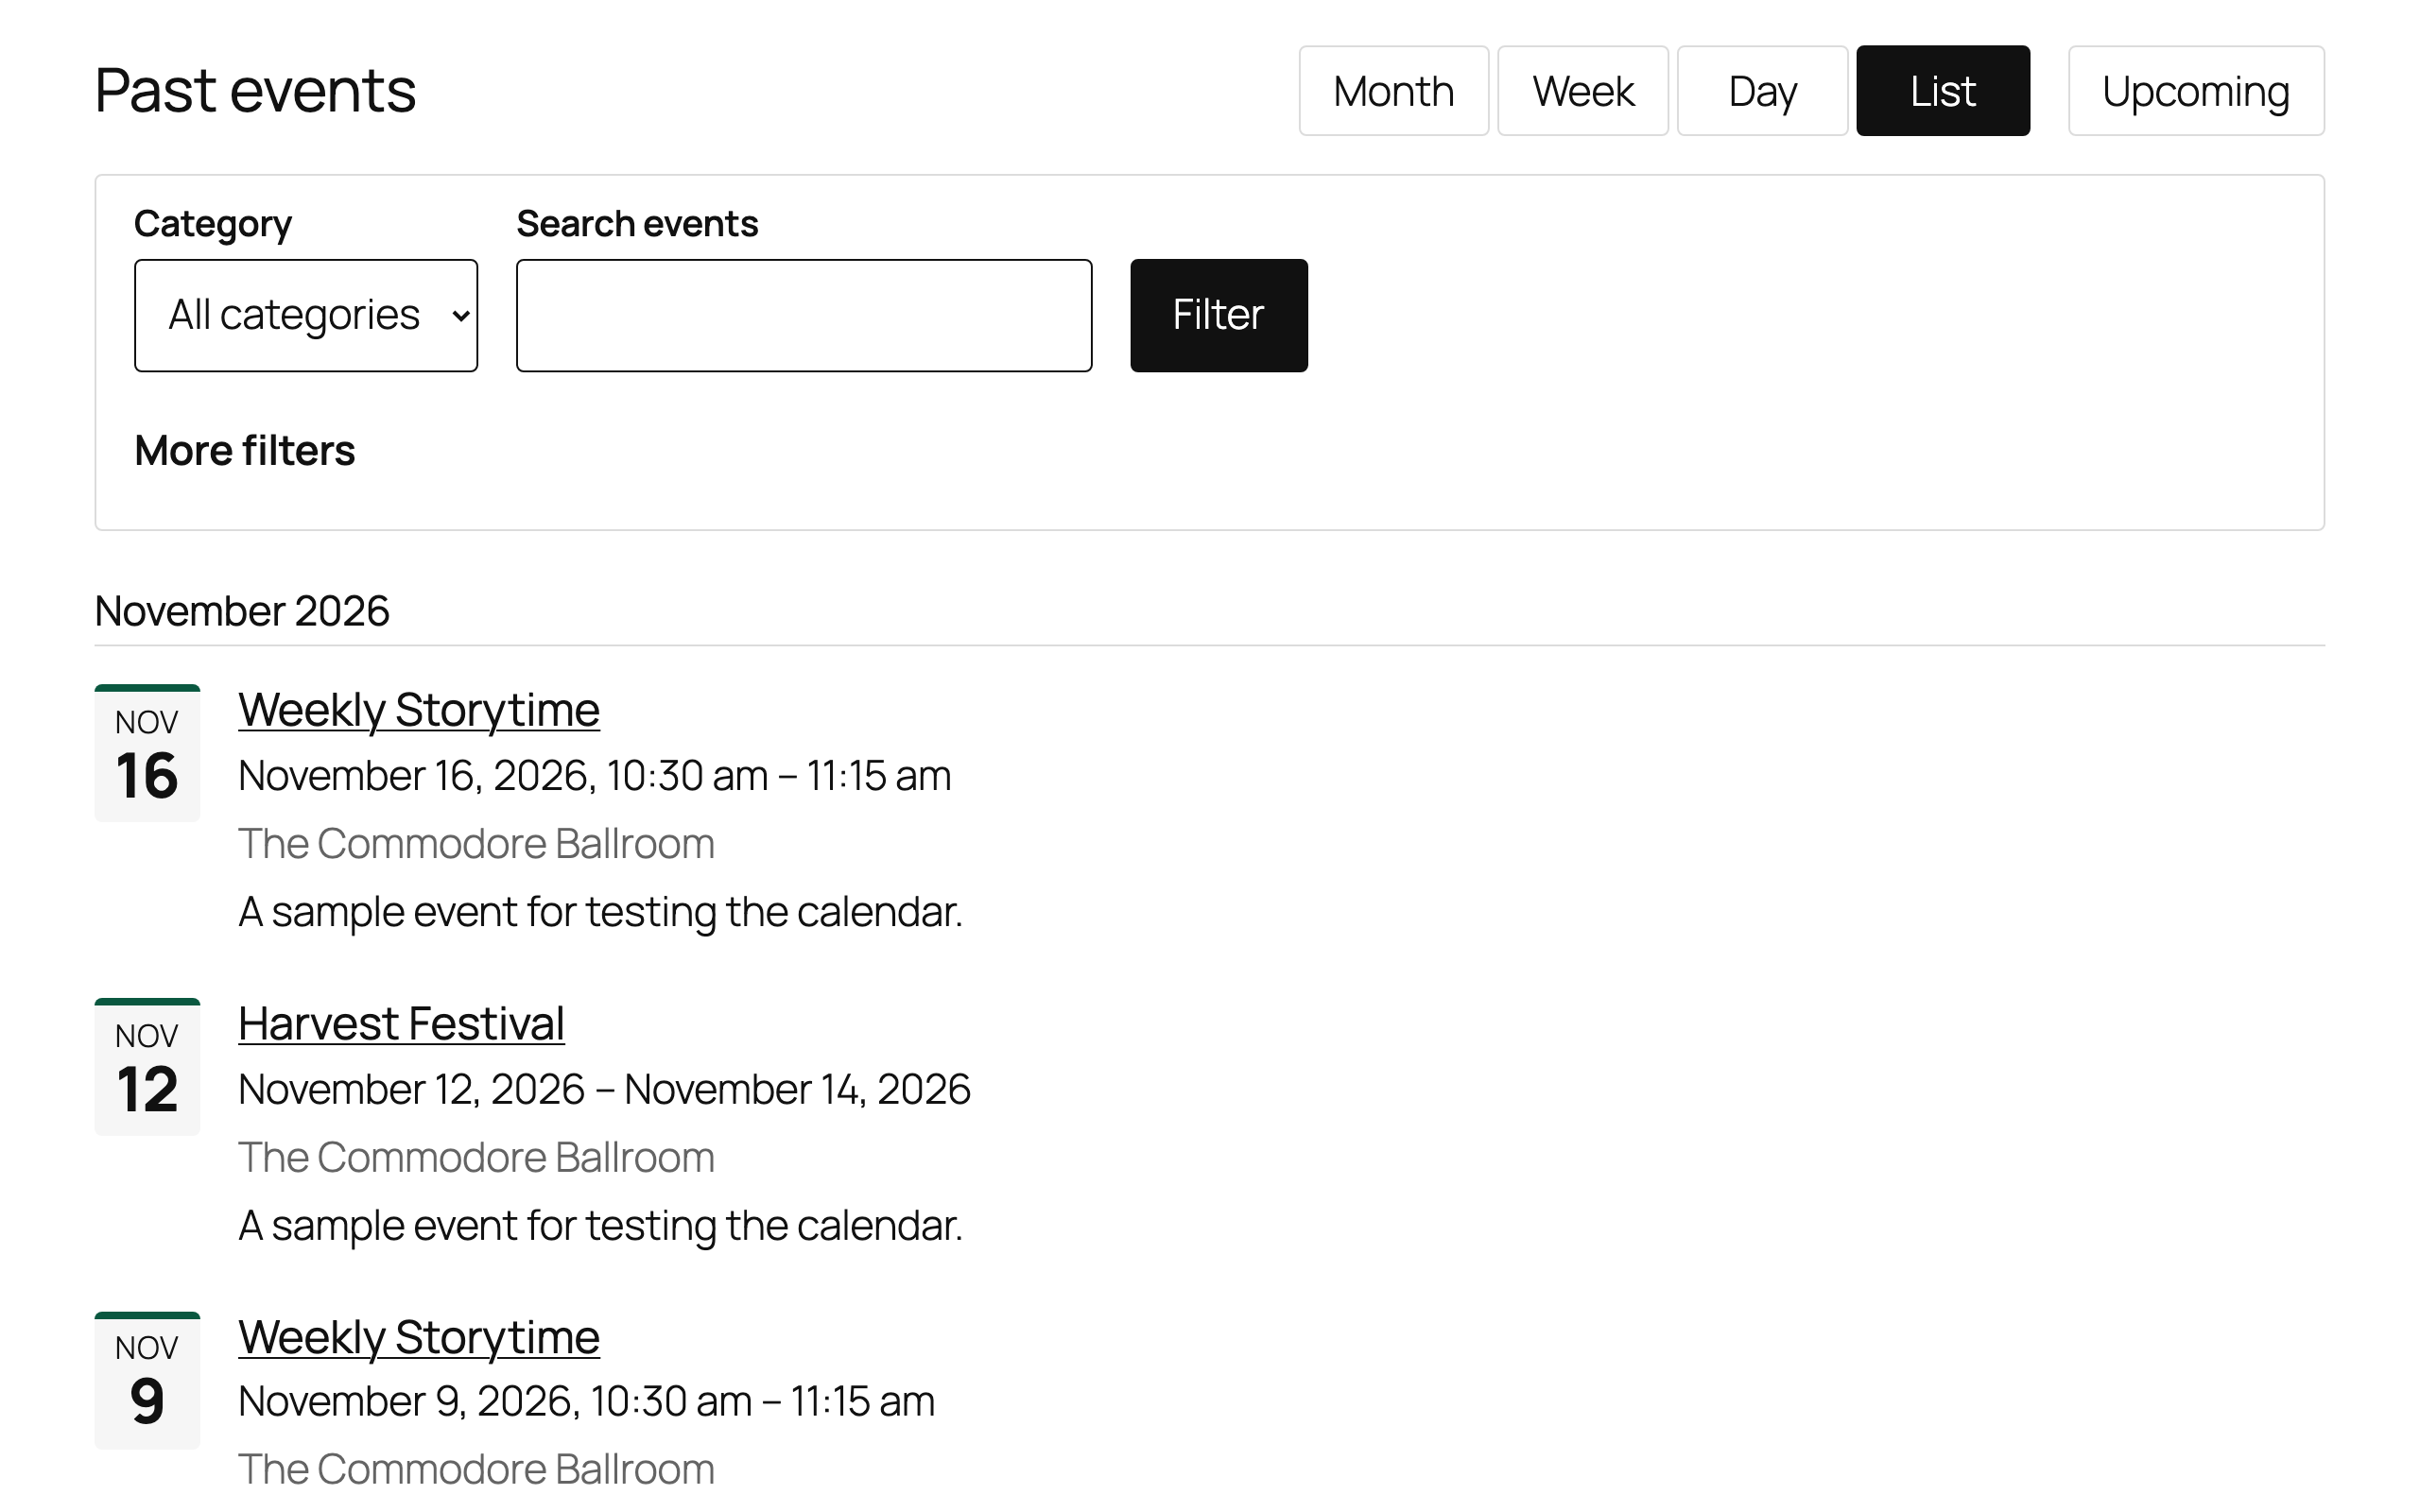 Past events
Month Week Day List Upcoming
Category Search events
All categories Filter
More filters
November 2026
NOV
16
Weekly Storytime
November 16, 2026, 10:30 am – 11:15 am
The Commodore Ballroom
A sample event for testing the calendar.
NOV
12
Harvest Festival
November 12, 2026 – November 14, 2026
The Commodore Ballroom
A sample event for testing the calendar.
NOV
9
Weekly Storytime
November 9, 2026, 10:30 am – 11:15 am
The Commodore Ballroom